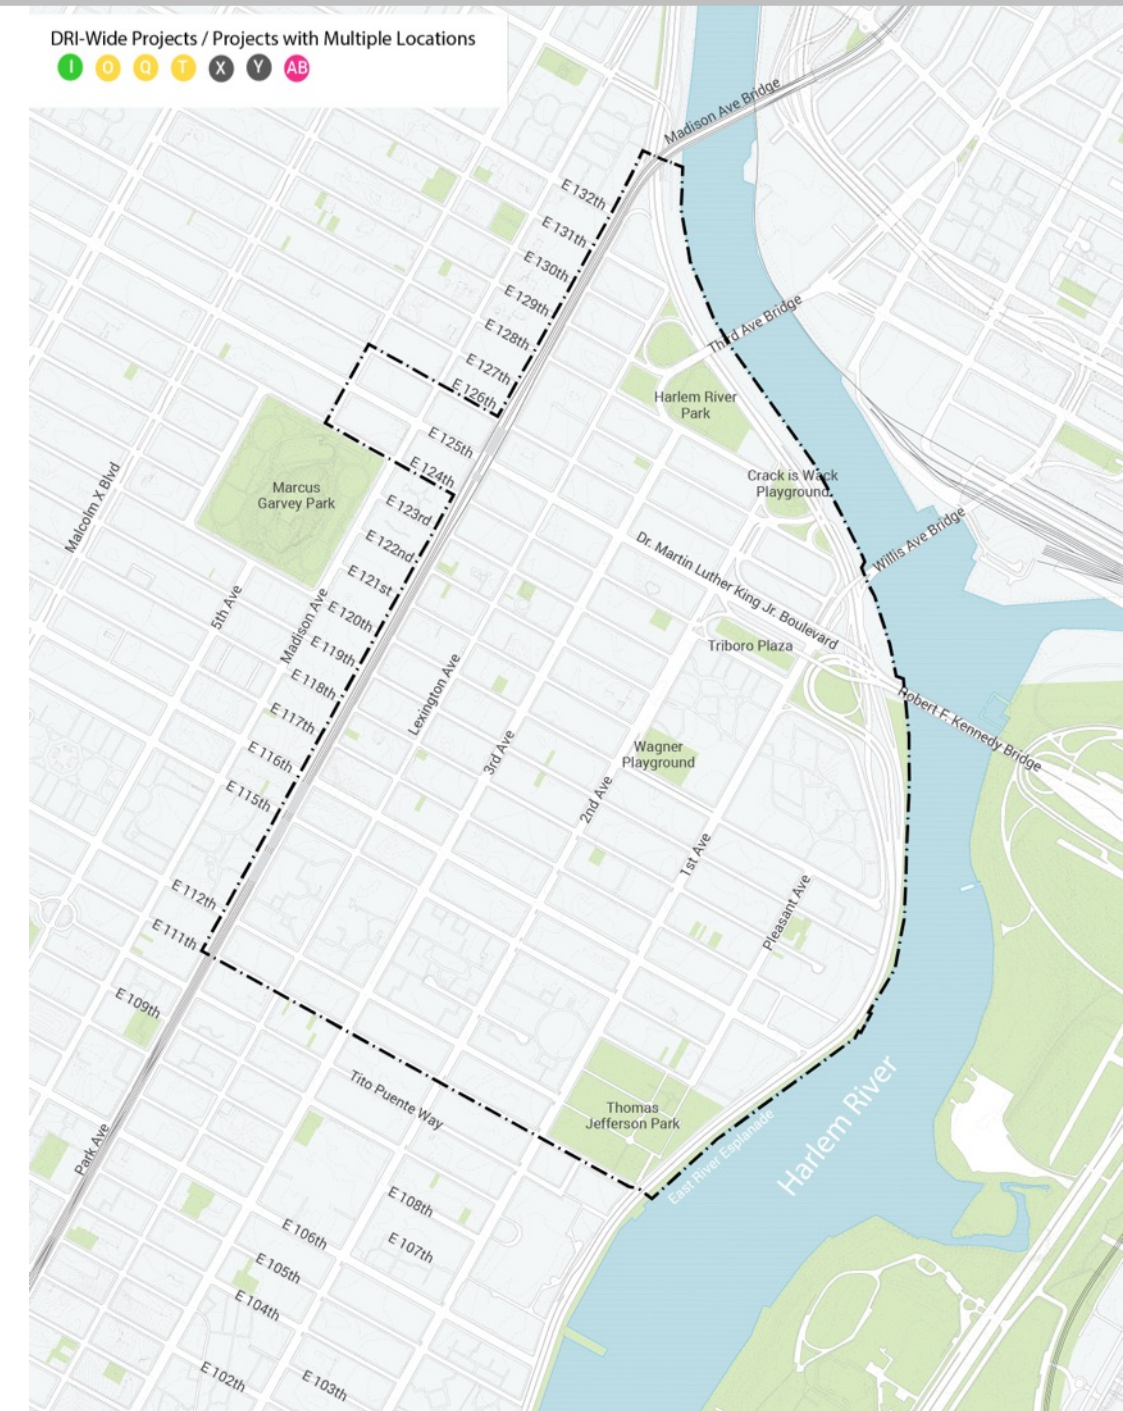 DRI-Wide Projects / Projects with Multiple Locations
I O Q T X Y AB
Madison Ave Bridge
E 132th
E 131th
E 130th
E 129th
E 128th
E 127th
E 126th
Third Ave Bridge
Harlem River
Park
E 125th
E 124th
Marcus
Garvey Park
Malcolm X Blvd
Crack is Wack
Playground
E 123rd
E 122nd
E 121st
E 120th
E 119th
E 118th
E 117th
E 116th
E 115th
Willis Ave Bridge
Dr. Martin Luther King Jr. Boulevard
5th Ave
Madison Ave
Triboro Plaza
Lexington Ave
3rd Ave
Robert F. Kennedy Bridge
Wagner
Playground
2nd Ave
1st Ave
Pleasant Ave
E 112th
E 111th
E 109th
Tito Puente Way
Thomas
Jefferson Park
East River Esplanade
Harlem River
Park Ave
E 108th
E 107th
E 106th
E 105th
E 104th
E 102th
E 103th